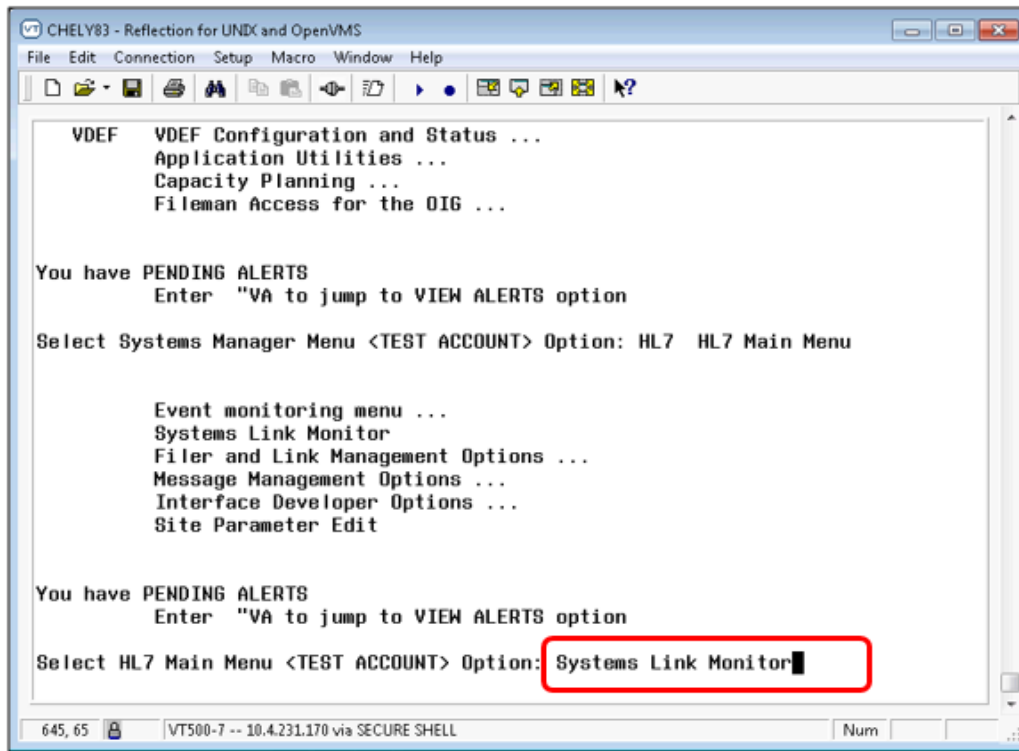 VT CHELY83 - Reflection for UNIX and OpenVMS
File Edit Connection Setup Macro Window Help
VDEF VDEF Configuration and Status ...
Application Utilities ...
Capacity Planning ...
Fileman Access for the OIG ...
You have PENDING ALERTS
Enter "VA to jump to VIEW ALERTS option
Select Systems Manager Menu <TEST ACCOUNT> Option: HL7 HL7 Main Menu
Event monitoring menu ...
Systems Link Monitor
Filer and Link Management Options ...
Message Management Options ...
Interface Developer Options ...
Site Parameter Edit
You have PENDING ALERTS
Enter "VA to jump to VIEW ALERTS option
Select HL7 Main Menu <TEST ACCOUNT> Option: Systems Link Monitor
645, 65 VT500-7 -- 10.4.231.170 via SECURE SHELL Num